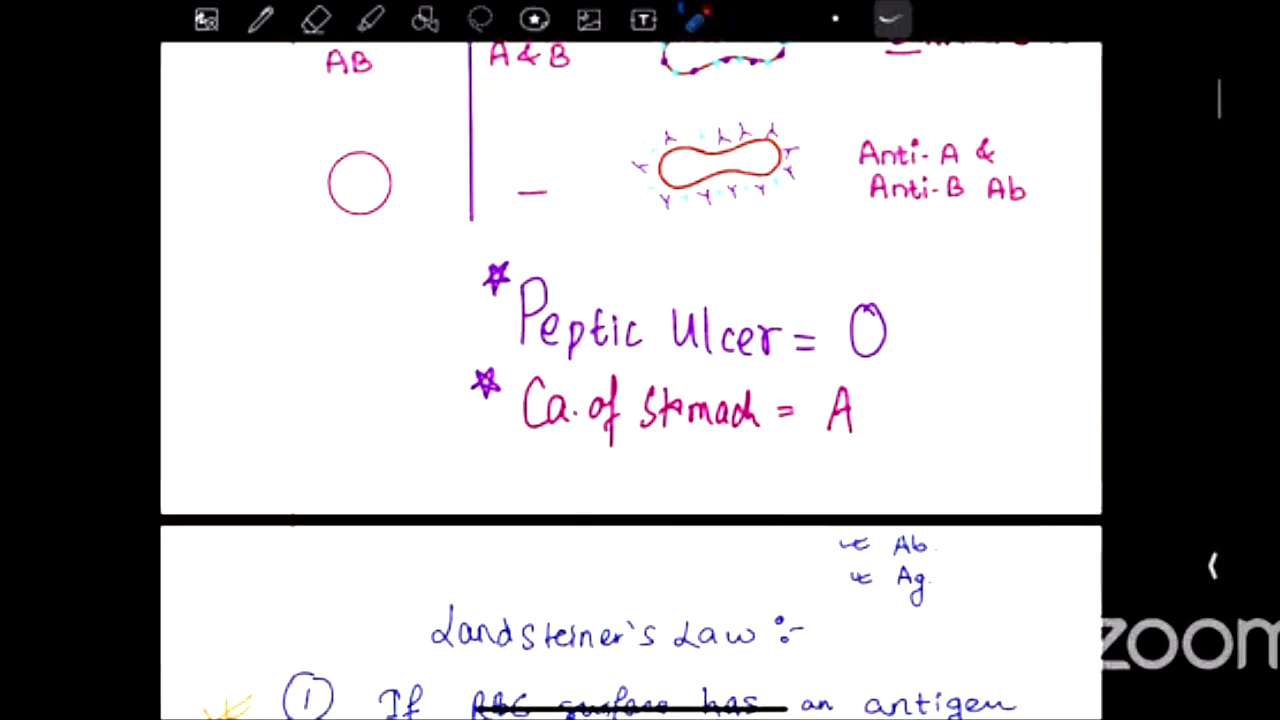 AB A & B
O — Anti-A &
Anti-B Ab
Peptic Ulcer = O
Ca. of Stomach = A
Ab
Ag
Landsteiner's Law :-
① If RBC surface has an antigen
zoom